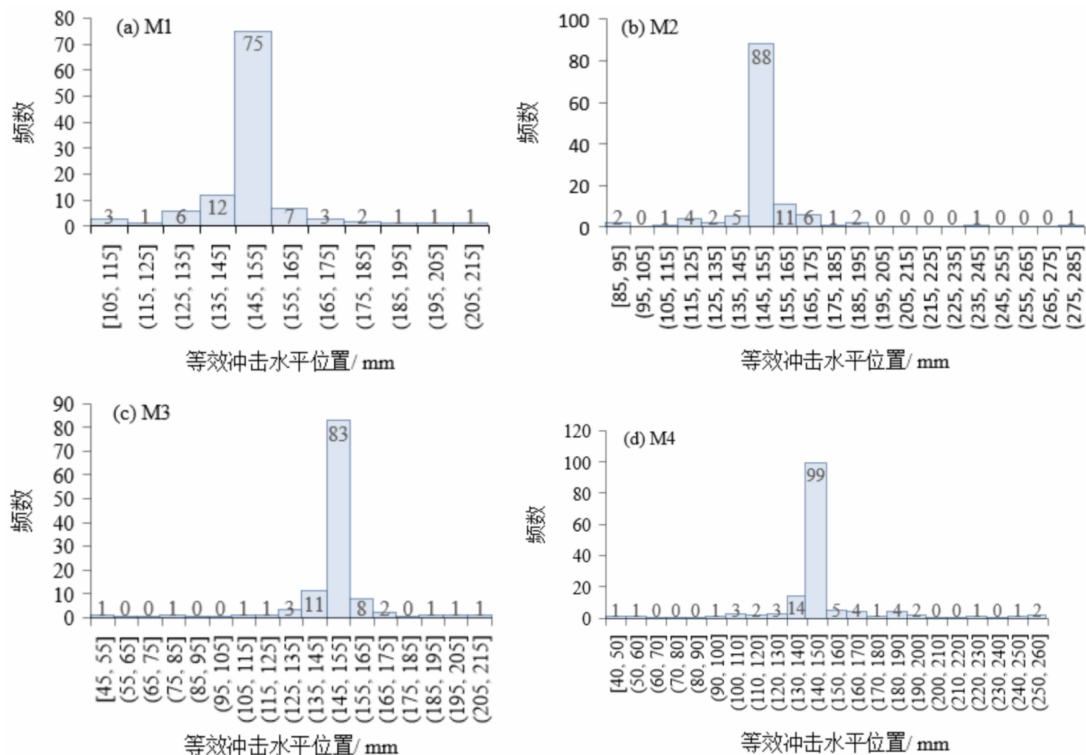 (a) M1
80
70
60
50
40
30
20
10
0
频数
3 1 6 12 75 7 3 2 1 1 1
[105, 115] (115, 125] (125, 135] (135, 145] (145, 155] (155, 165] (165, 175] (175, 185] (185, 195] (195, 205] (205, 215]
等效冲击水平位置/ mm
(b) M2
100
80
60
40
20
0
频数
2 0 1 4 2 5 88 11 6 1 2 0 0 0 0 1 0 0 0 1
[85, 95] (95, 105] (105, 115] (115, 125] (125, 135] (135, 145] (145, 155] (155, 165] (165, 175] (175, 185] (185, 195] (195, 205] (205, 215] (215, 225] (225, 235] (235, 245] (245, 255] (255, 265] (265, 275] (275, 285]
等效冲击水平位置/ mm
(c) M3
90
80
70
60
50
40
30
20
10
0
频数
1 0 0 1 0 0 1 1 3 11 83 8 2 0 1 1 1
[45, 55] (55, 65] (65, 75] (75, 85] (85, 95] (95, 105] (105, 115] (115, 125] (125, 135] (135, 145] (145, 155] (155, 165] (165, 175] (175, 185] (185, 195] (195, 205] (205, 215]
等效冲击水平位置/ mm
(d) M4
120
100
80
60
40
20
0
频数
1 1 0 0 0 1 3 2 3 14 99 5 4 1 4 2 0 0 1 0 1 2
[40, 50] (50, 60] (60, 70] (70, 80] (80, 90] (90, 100] (100, 110] (110, 120] (120, 130] (130, 140] (140, 150] (150, 160] (160, 170] (170, 180] (180, 190] (190, 200] (200, 210] (210, 220] (220, 230] (230, 240] (240, 250] (250, 260]
等效冲击水平位置/ mm